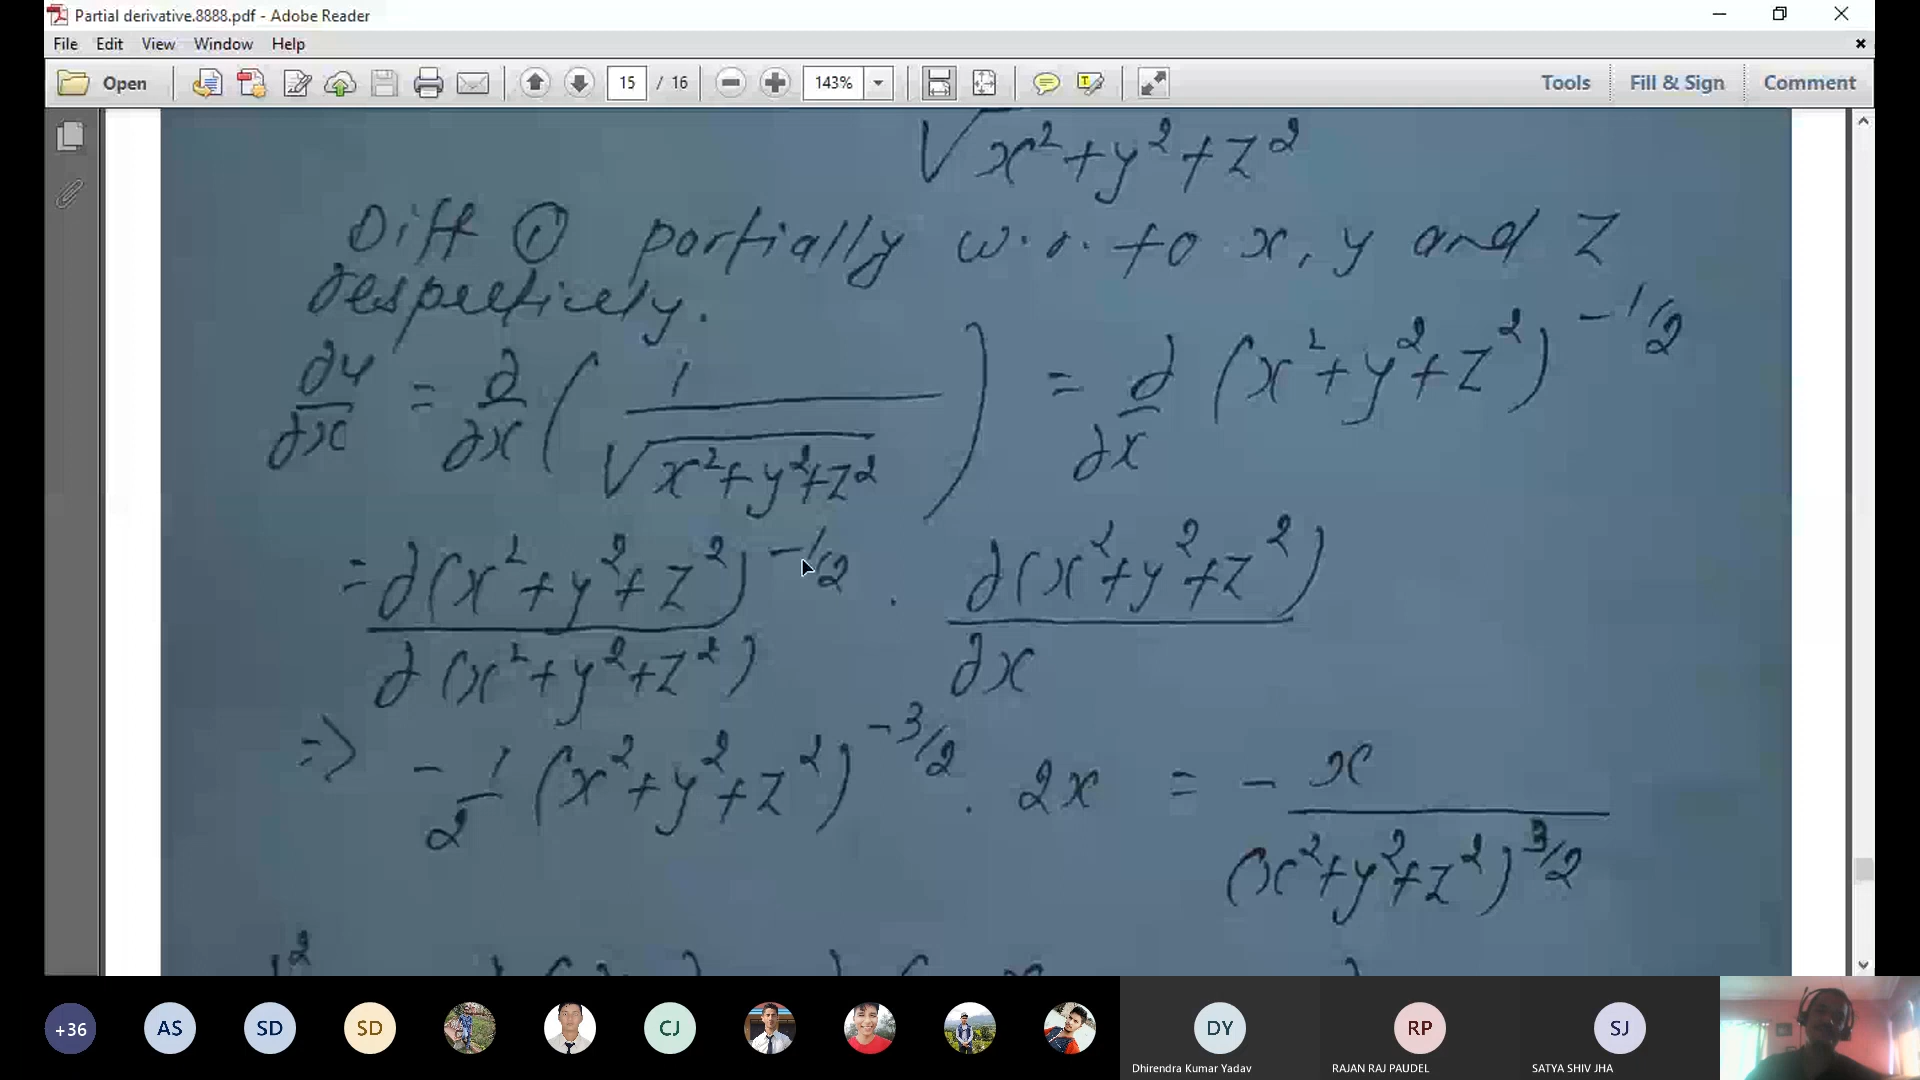 Partial derivative.8888.pdf - Adobe Reader
File Edit View Window Help
Open 15 / 16 143% Tools Fill & Sign Comment
√x²+y²+z²
Diff ① partially w.r.to x, y and z
respectively.
∂u/∂x = ∂/∂x (1/√x²+y²+z²) = ∂/∂x (x²+y²+z²)^-1/2
= ∂(x²+y²+z²)^-1/2 / ∂(x²+y²+z²) . ∂(x²+y²+z²)/∂x
=> -1/2 (x²+y²+z²)^-3/2 . 2x = - x/(x²+y²+z²)^3/2
+36 AS SD SD CJ DY RP SJ
Dhirendra Kumar Yadav RAJAN RAJ PAUDEL SATYA SHIV JHA